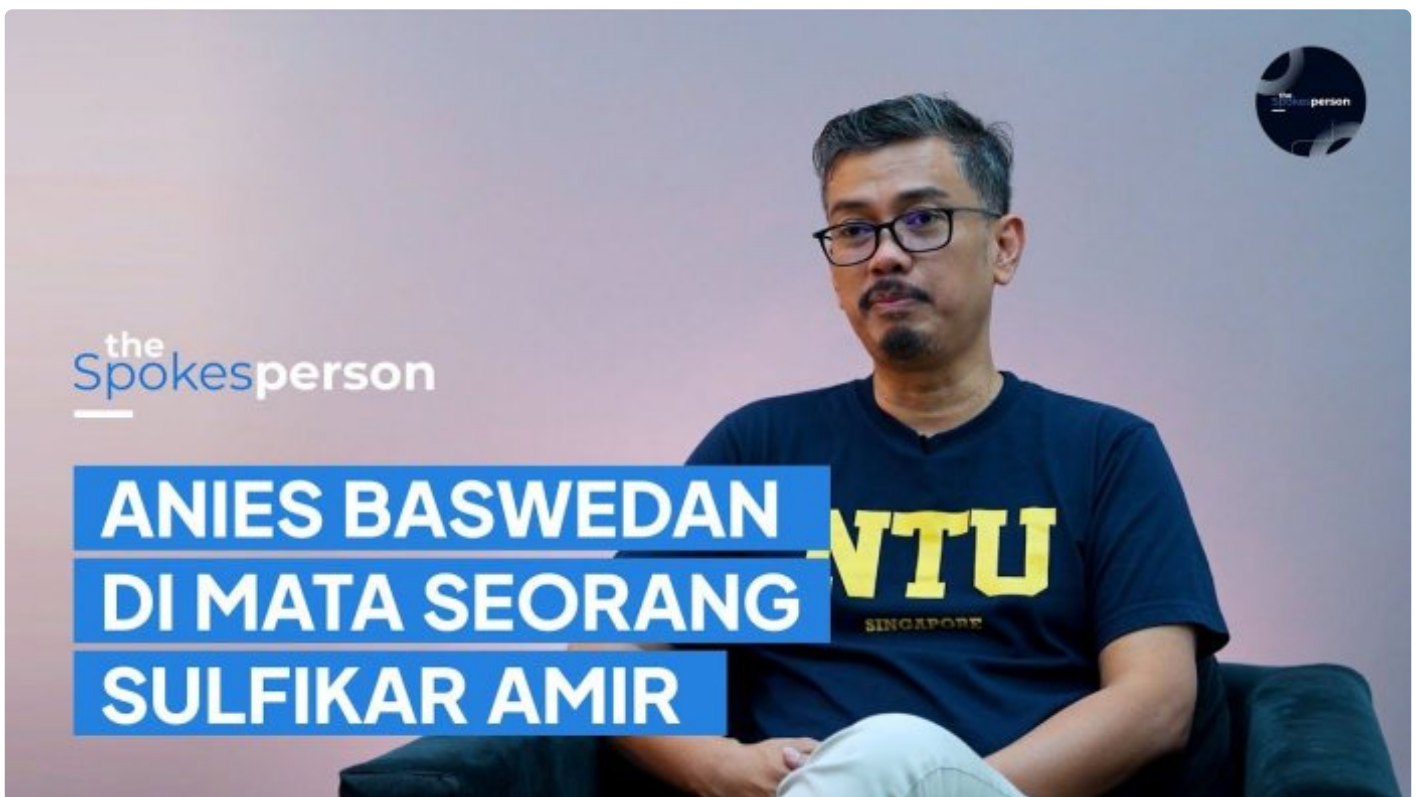 the
Spokesperson
the
Spokesperson
ANIES BASWEDAN
DI MATA SEORANG
SULFIKAR AMIR
NTU
SINGAPORE